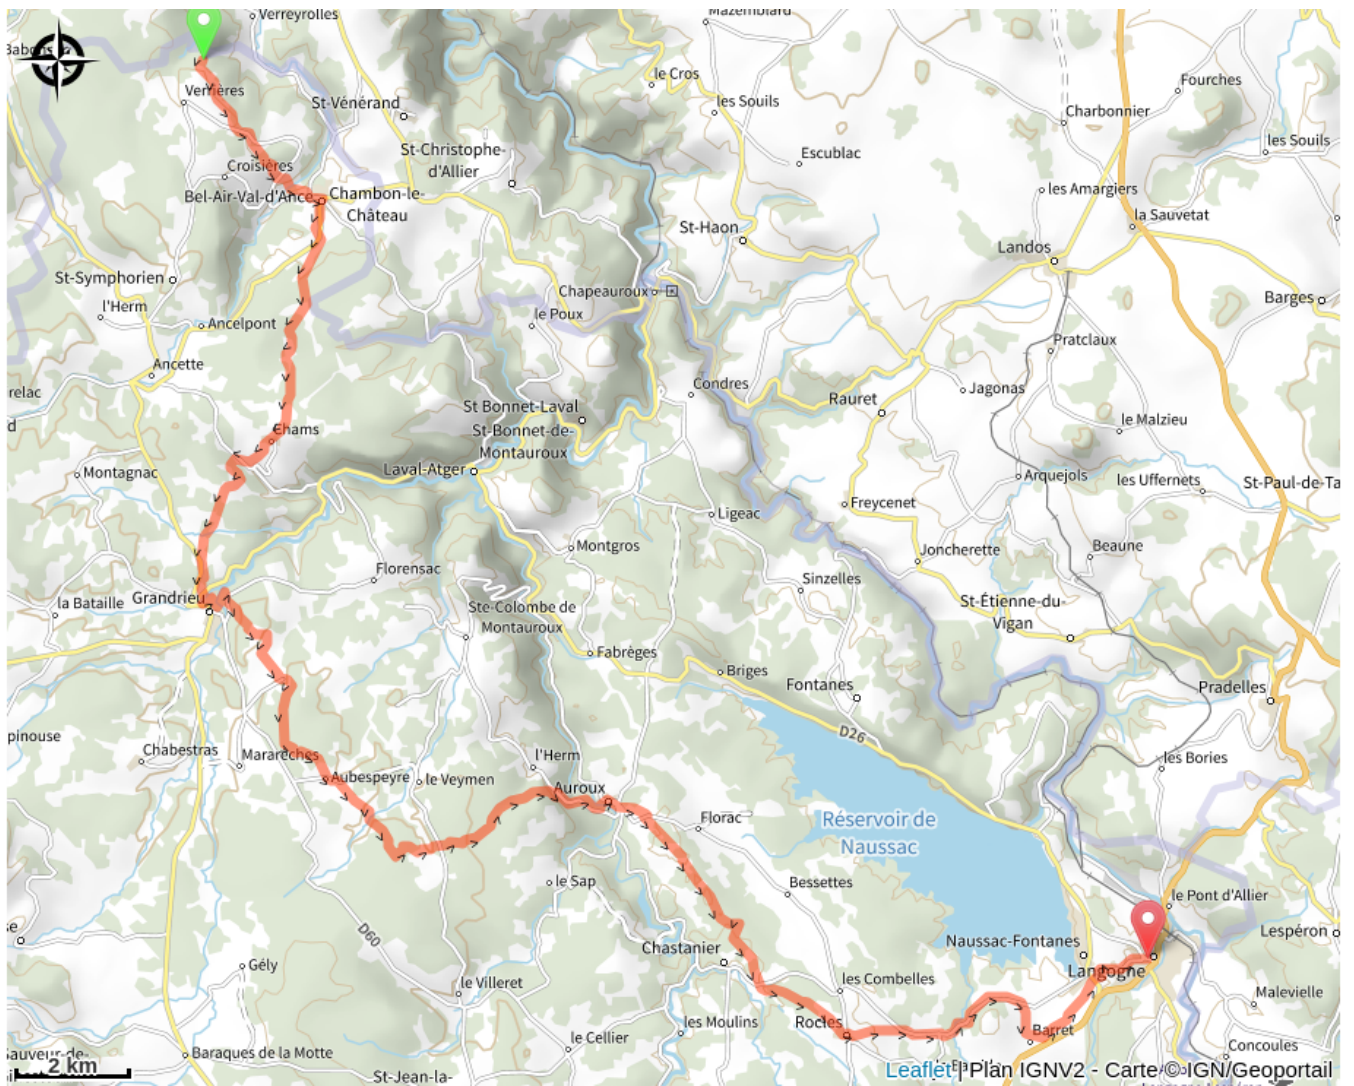 Verreyrolles
Mazemblard
Babons
le Cros
Fourches
Verrières
St-Vénérand
les Souils
Charbonnier
les Souils
St-Christophe-
d'Allier
Escublac
Croisières
Bel-Air-Val-d'Ance
Chambon-le-
Château
les Amargiers
la Sauvetat
St-Haon
Landos
St-Symphorien
Chapeauroux
Barges
l'Herm
le Poux
Ancelpont
Pratclaux
Ancette
relac
Condres
Jagonas
Rauret
St Bonnet-Laval
le Malzieu
d
Chams
St-Bonnet-de-
Montauroux
Montagnac
Laval-Atger
Arquejols
les Uffernets
St-Paul-de-Ta
Freycenet
Ligeac
Montgros
Joncherette
Beaune
Florensac
Sinzelles
la Bataille
Grandrieu
Ste-Colombe de
Montauroux
St-Étienne-du-
Vigan
Fabrèges
Briges
Fontanes
Pradelles
pinouse
D26
Chabestras
Mararèches
l'Herm
les Bories
Aubespeyre
le Veymen
Auroux
Florac
Réservoir de
Naussac
le Sap
Bessettes
le Pont d'Allier
se
D60
Chastanier
Naussac-Fontanes
Lespéron
Langogne
Gély
les Combelles
le Villeret
Malevielle
Rocles
les Moulins
Barret
le Cellier
Concoules
Sauveur-de-
Baraques de la Motte
2 km
St-Jean-la-
Leaflet | Plan IGNV2 - Carte © IGN/Geoportail